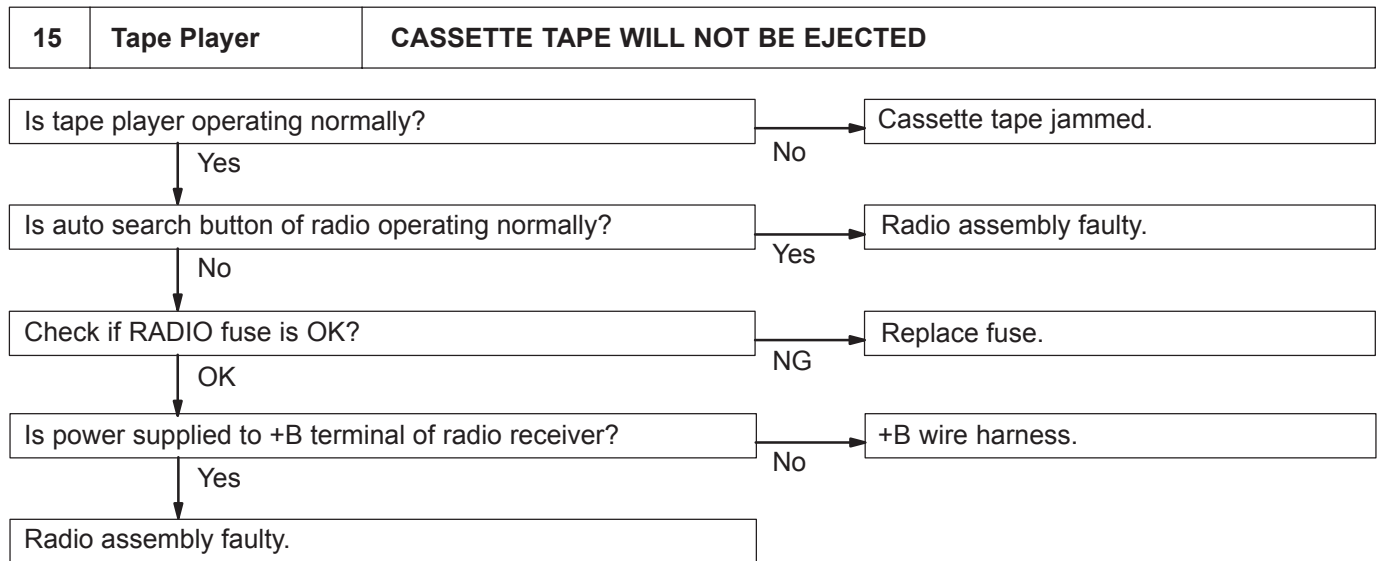 15 Tape Player CASSETTE TAPE WILL NOT BE EJECTED
Is tape player operating normally?
No
Cassette tape jammed.
Yes
Is auto search button of radio operating normally?
Yes
Radio assembly faulty.
No
Check if RADIO fuse is OK?
NG
Replace fuse.
OK
Is power supplied to +B terminal of radio receiver?
No
+B wire harness.
Yes
Radio assembly faulty.